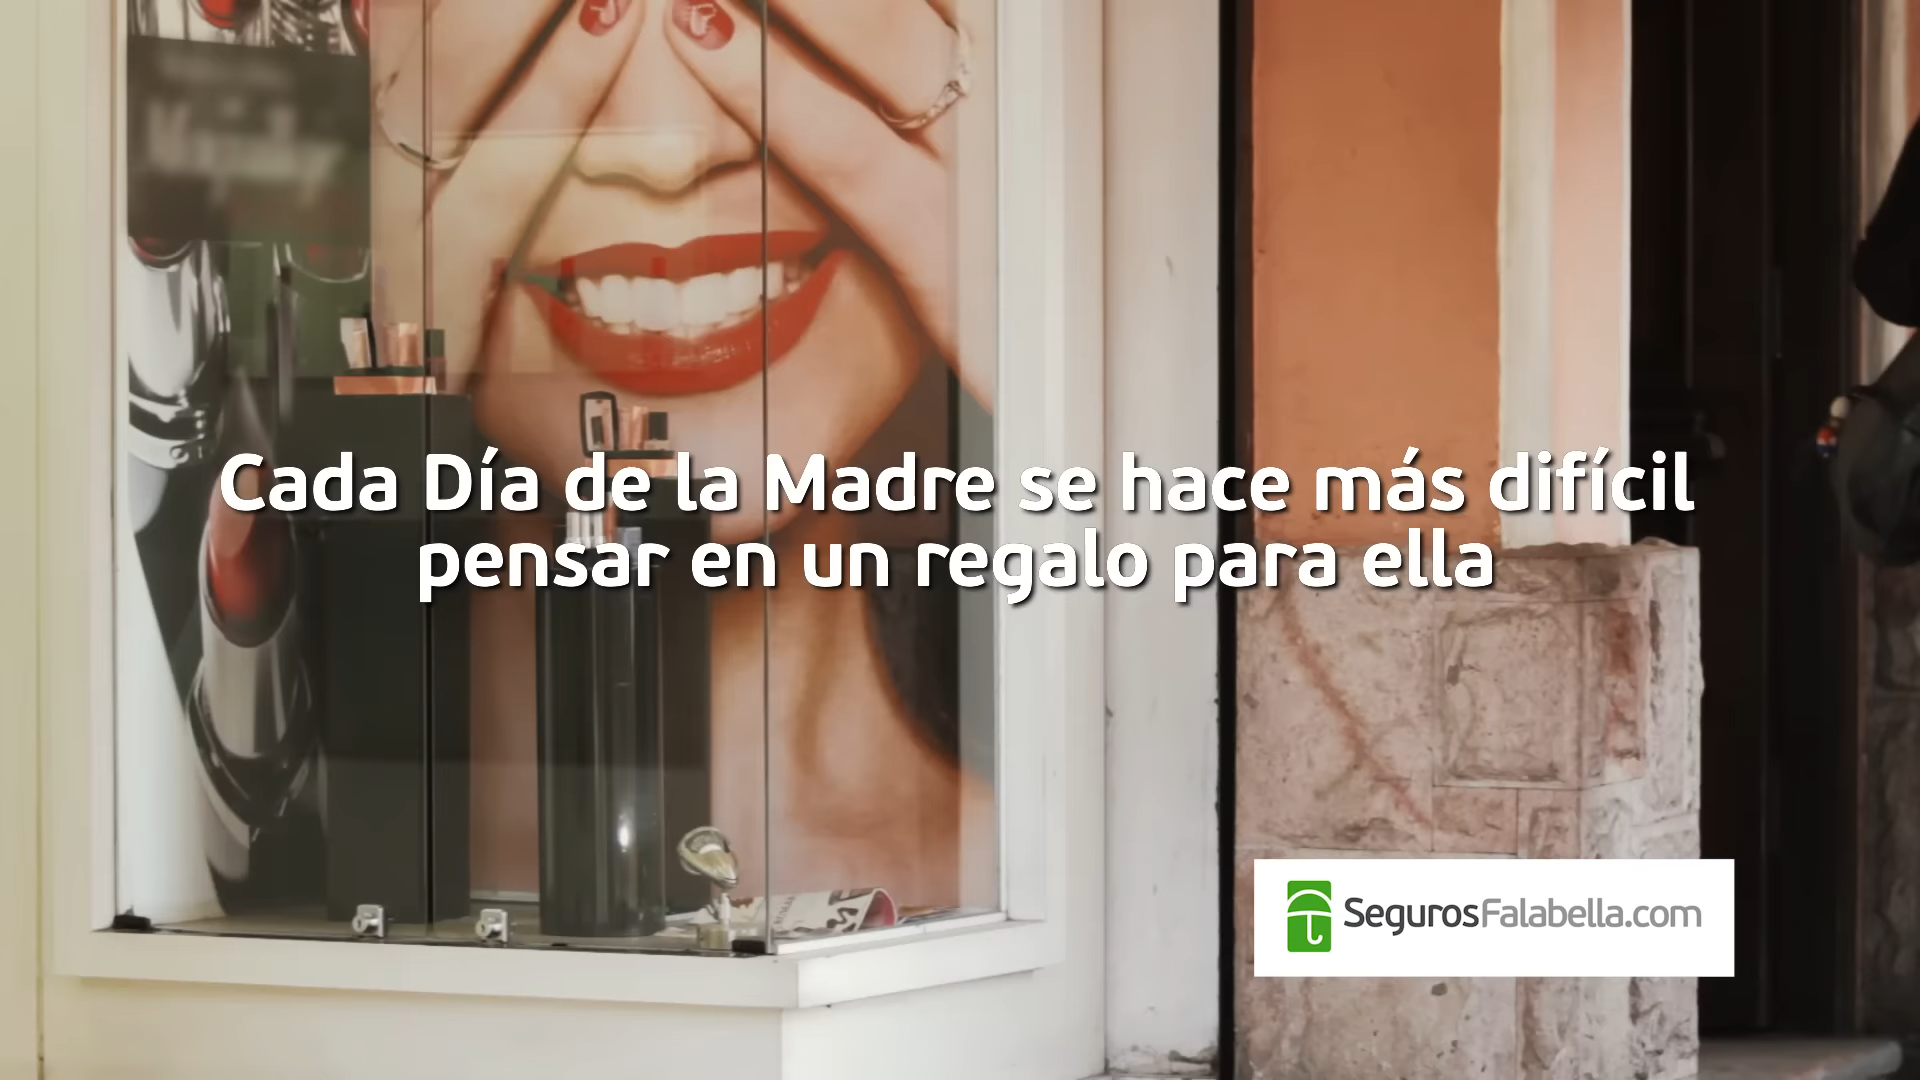 Cada Día de la Madre se hace más difícil
pensar en un regalo para ella
SegurosFalabella.com